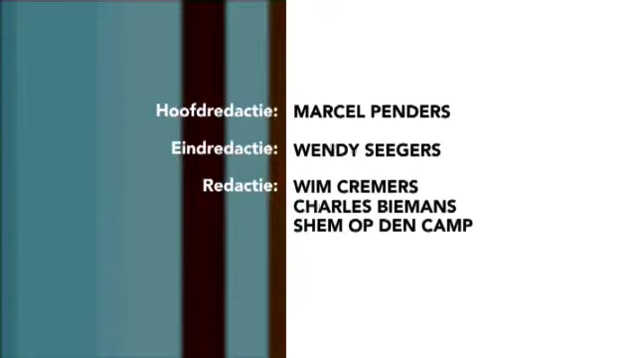 Hoofdredactie: MARCEL PENDERS
Eindredactie: WENDY SEEGERS
Redactie: WIM CREMERS
CHARLES BIEMANS
SHEM OP DEN CAMP